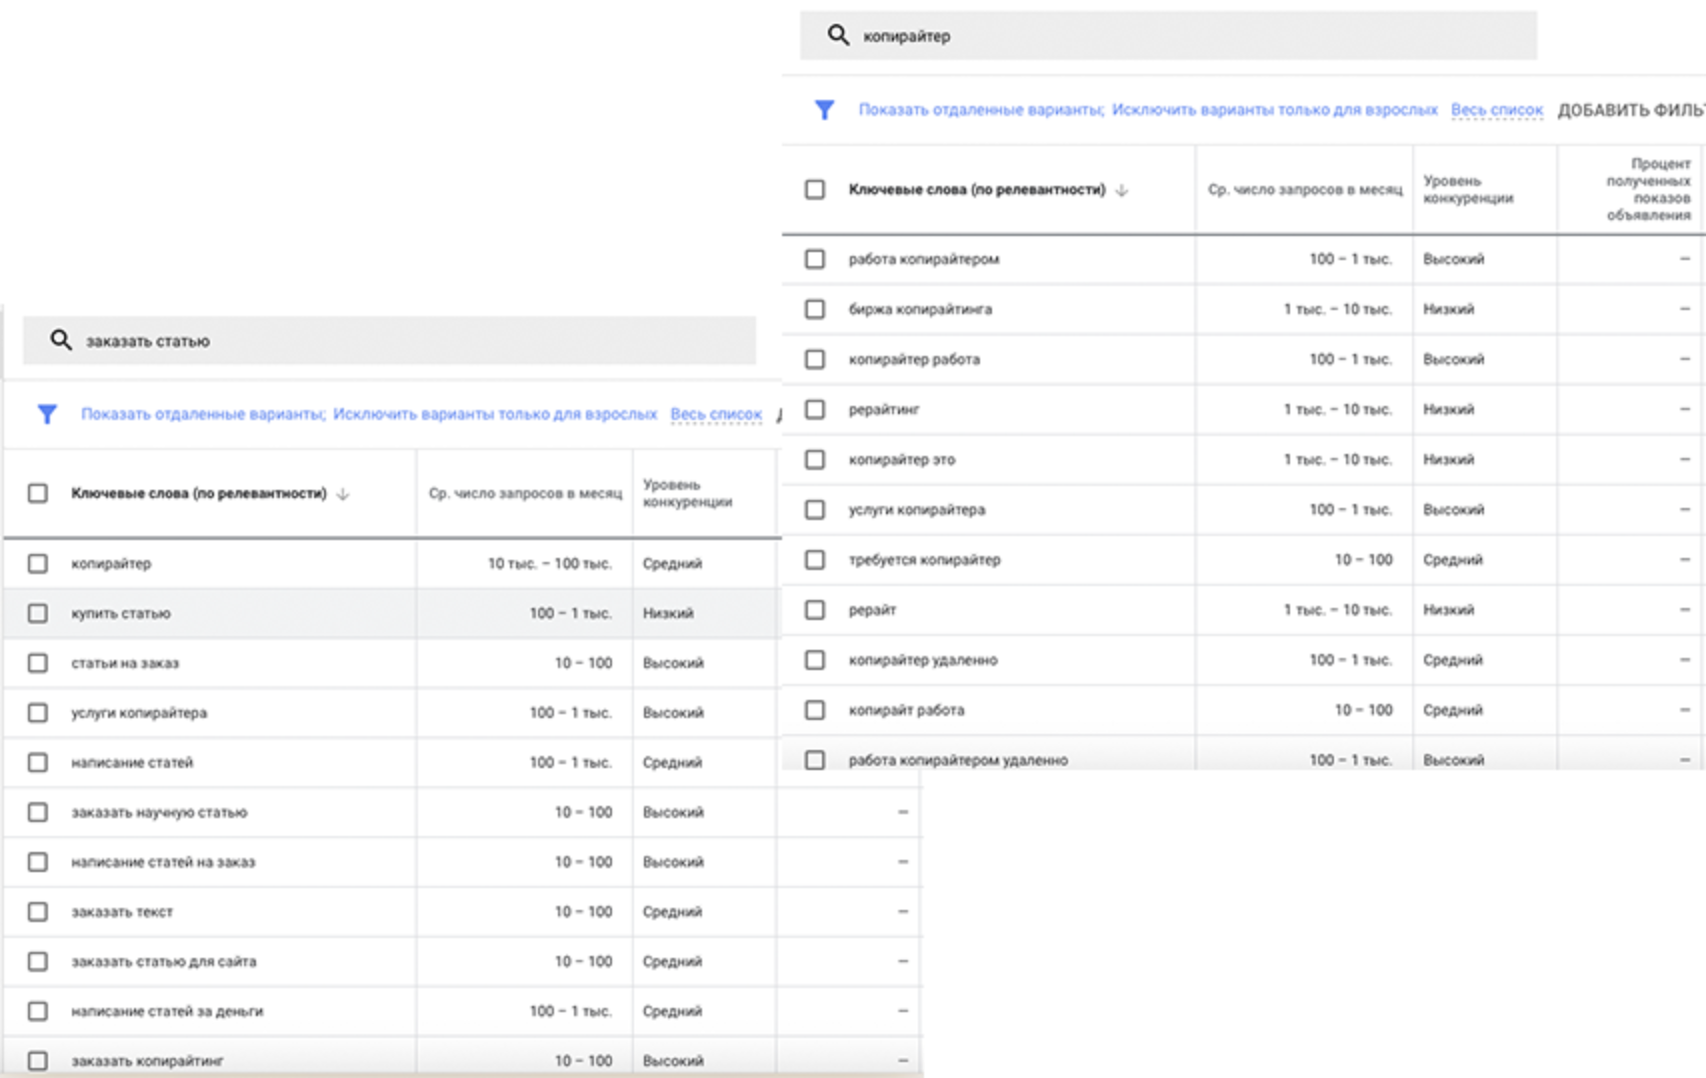 копирайтер
Показать отдаленные варианты; Исключить варианты только для взрослых Весь список ДОБАВИТЬ ФИЛЬ
Ключевые слова (по релевантности) Ср. число запросов в месяц Уровень конкуренции Процент полученных показов объявления
работа копирайтером 100 – 1 тыс. Высокий –
биржа копирайтинга 1 тыс. – 10 тыс. Низкий –
копирайтер работа 100 – 1 тыс. Высокий –
рерайтинг 1 тыс. – 10 тыс. Низкий –
копирайтер это 1 тыс. – 10 тыс. Низкий –
услуги копирайтера 100 – 1 тыс. Высокий –
требуется копирайтер 10 – 100 Средний –
рерайт 1 тыс. – 10 тыс. Низкий –
копирайтер удаленно 100 – 1 тыс. Средний –
копирайт работа 10 – 100 Средний –
работа копирайтером удаленно 100 – 1 тыс. Высокий –
заказать статью
Показать отдаленные варианты; Исключить варианты только для взрослых Весь список
Ключевые слова (по релевантности) Ср. число запросов в месяц Уровень конкуренции
копирайтер 10 тыс. – 100 тыс. Средний
купить статью 100 – 1 тыс. Низкий
статьи на заказ 10 – 100 Высокий
услуги копирайтера 100 – 1 тыс. Высокий
написание статей 100 – 1 тыс. Средний
заказать научную статью 10 – 100 Высокий –
написание статей на заказ 10 – 100 Высокий –
заказать текст 10 – 100 Средний –
заказать статью для сайта 10 – 100 Средний –
написание статей за деньги 100 – 1 тыс. Средний –
заказать копирайтинг 10 – 100 Высокий –